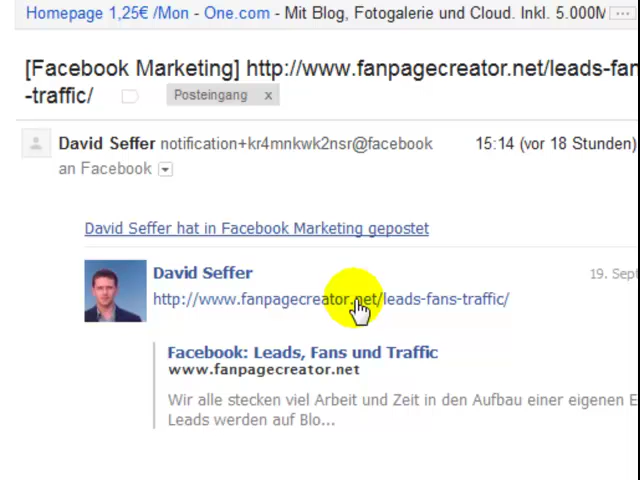 Homepage 1,25€ /Mon - One.com - Mit Blog, Fotogalerie und Cloud. Inkl. 5.000M
[Facebook Marketing] http://www.fanpagecreator.net/leads-fan
-traffic/ Posteingang x
David Seffer notification+kr4mnkwk2nsr@facebook 15:14 (vor 18 Stunden)
an Facebook
David Seffer hat in Facebook Marketing gepostet
David Seffer 19. Sept
http://www.fanpagecreator.net/leads-fans-traffic/
Facebook: Leads, Fans und Traffic
www.fanpagecreator.net
Wir alle stecken viel Arbeit und Zeit in den Aufbau einer eigenen E
Leads werden auf Blo...